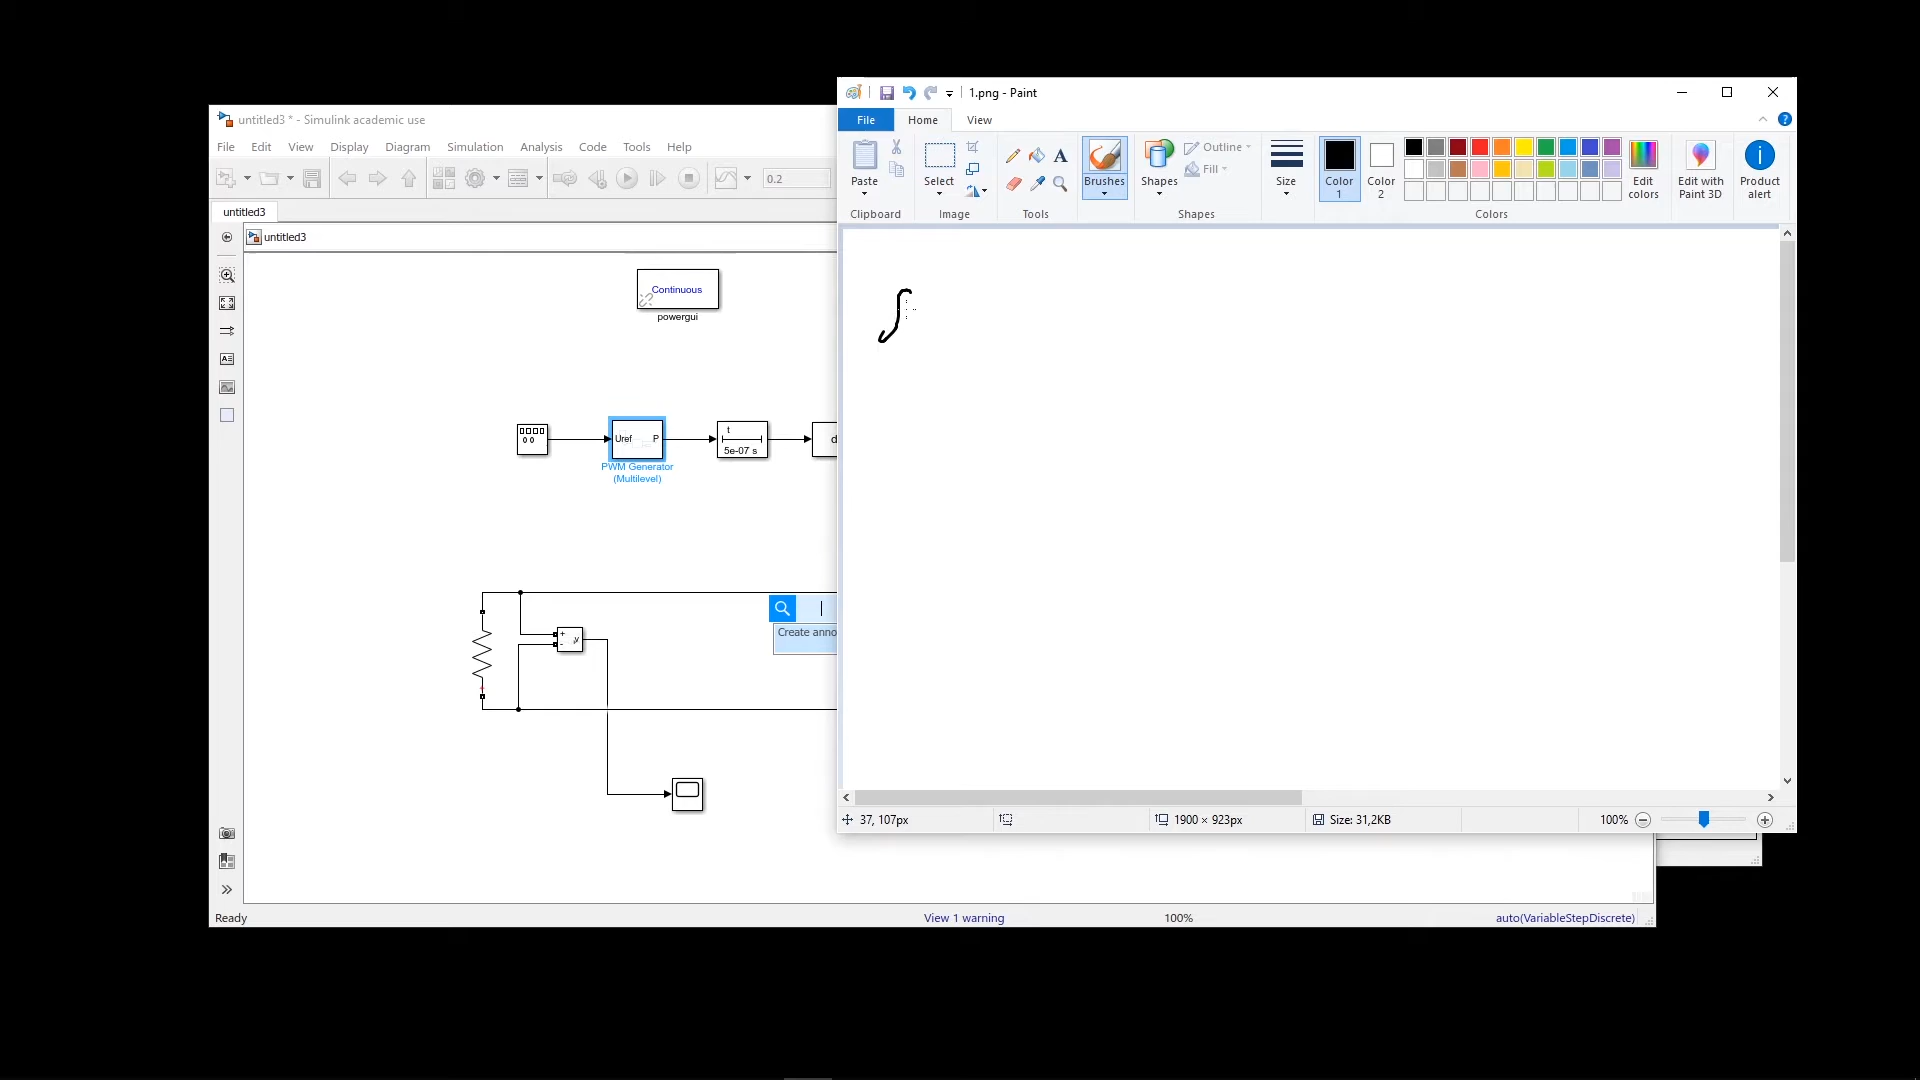 1.png - Paint
untitled3 * - Simulink academic use
File Home View
File Edit View Display Diagram Simulation Analysis Code Tools Help
Paste Select Brushes Shapes Outline Fill Size Color 1 Color 2 Edit colors Edit with Paint 3D Product alert
0.2
Clipboard Image Tools Shapes Colors
untitled3
untitled3
Continuous
powergui
∫
Uref P
t
5e-07 s
d
PWM Generator
(Multilevel)
Create anno
+
-
v
37, 107px 1900 × 923px Size: 31,2KB 100%
Ready View 1 warning 100% auto(VariableStepDiscrete)